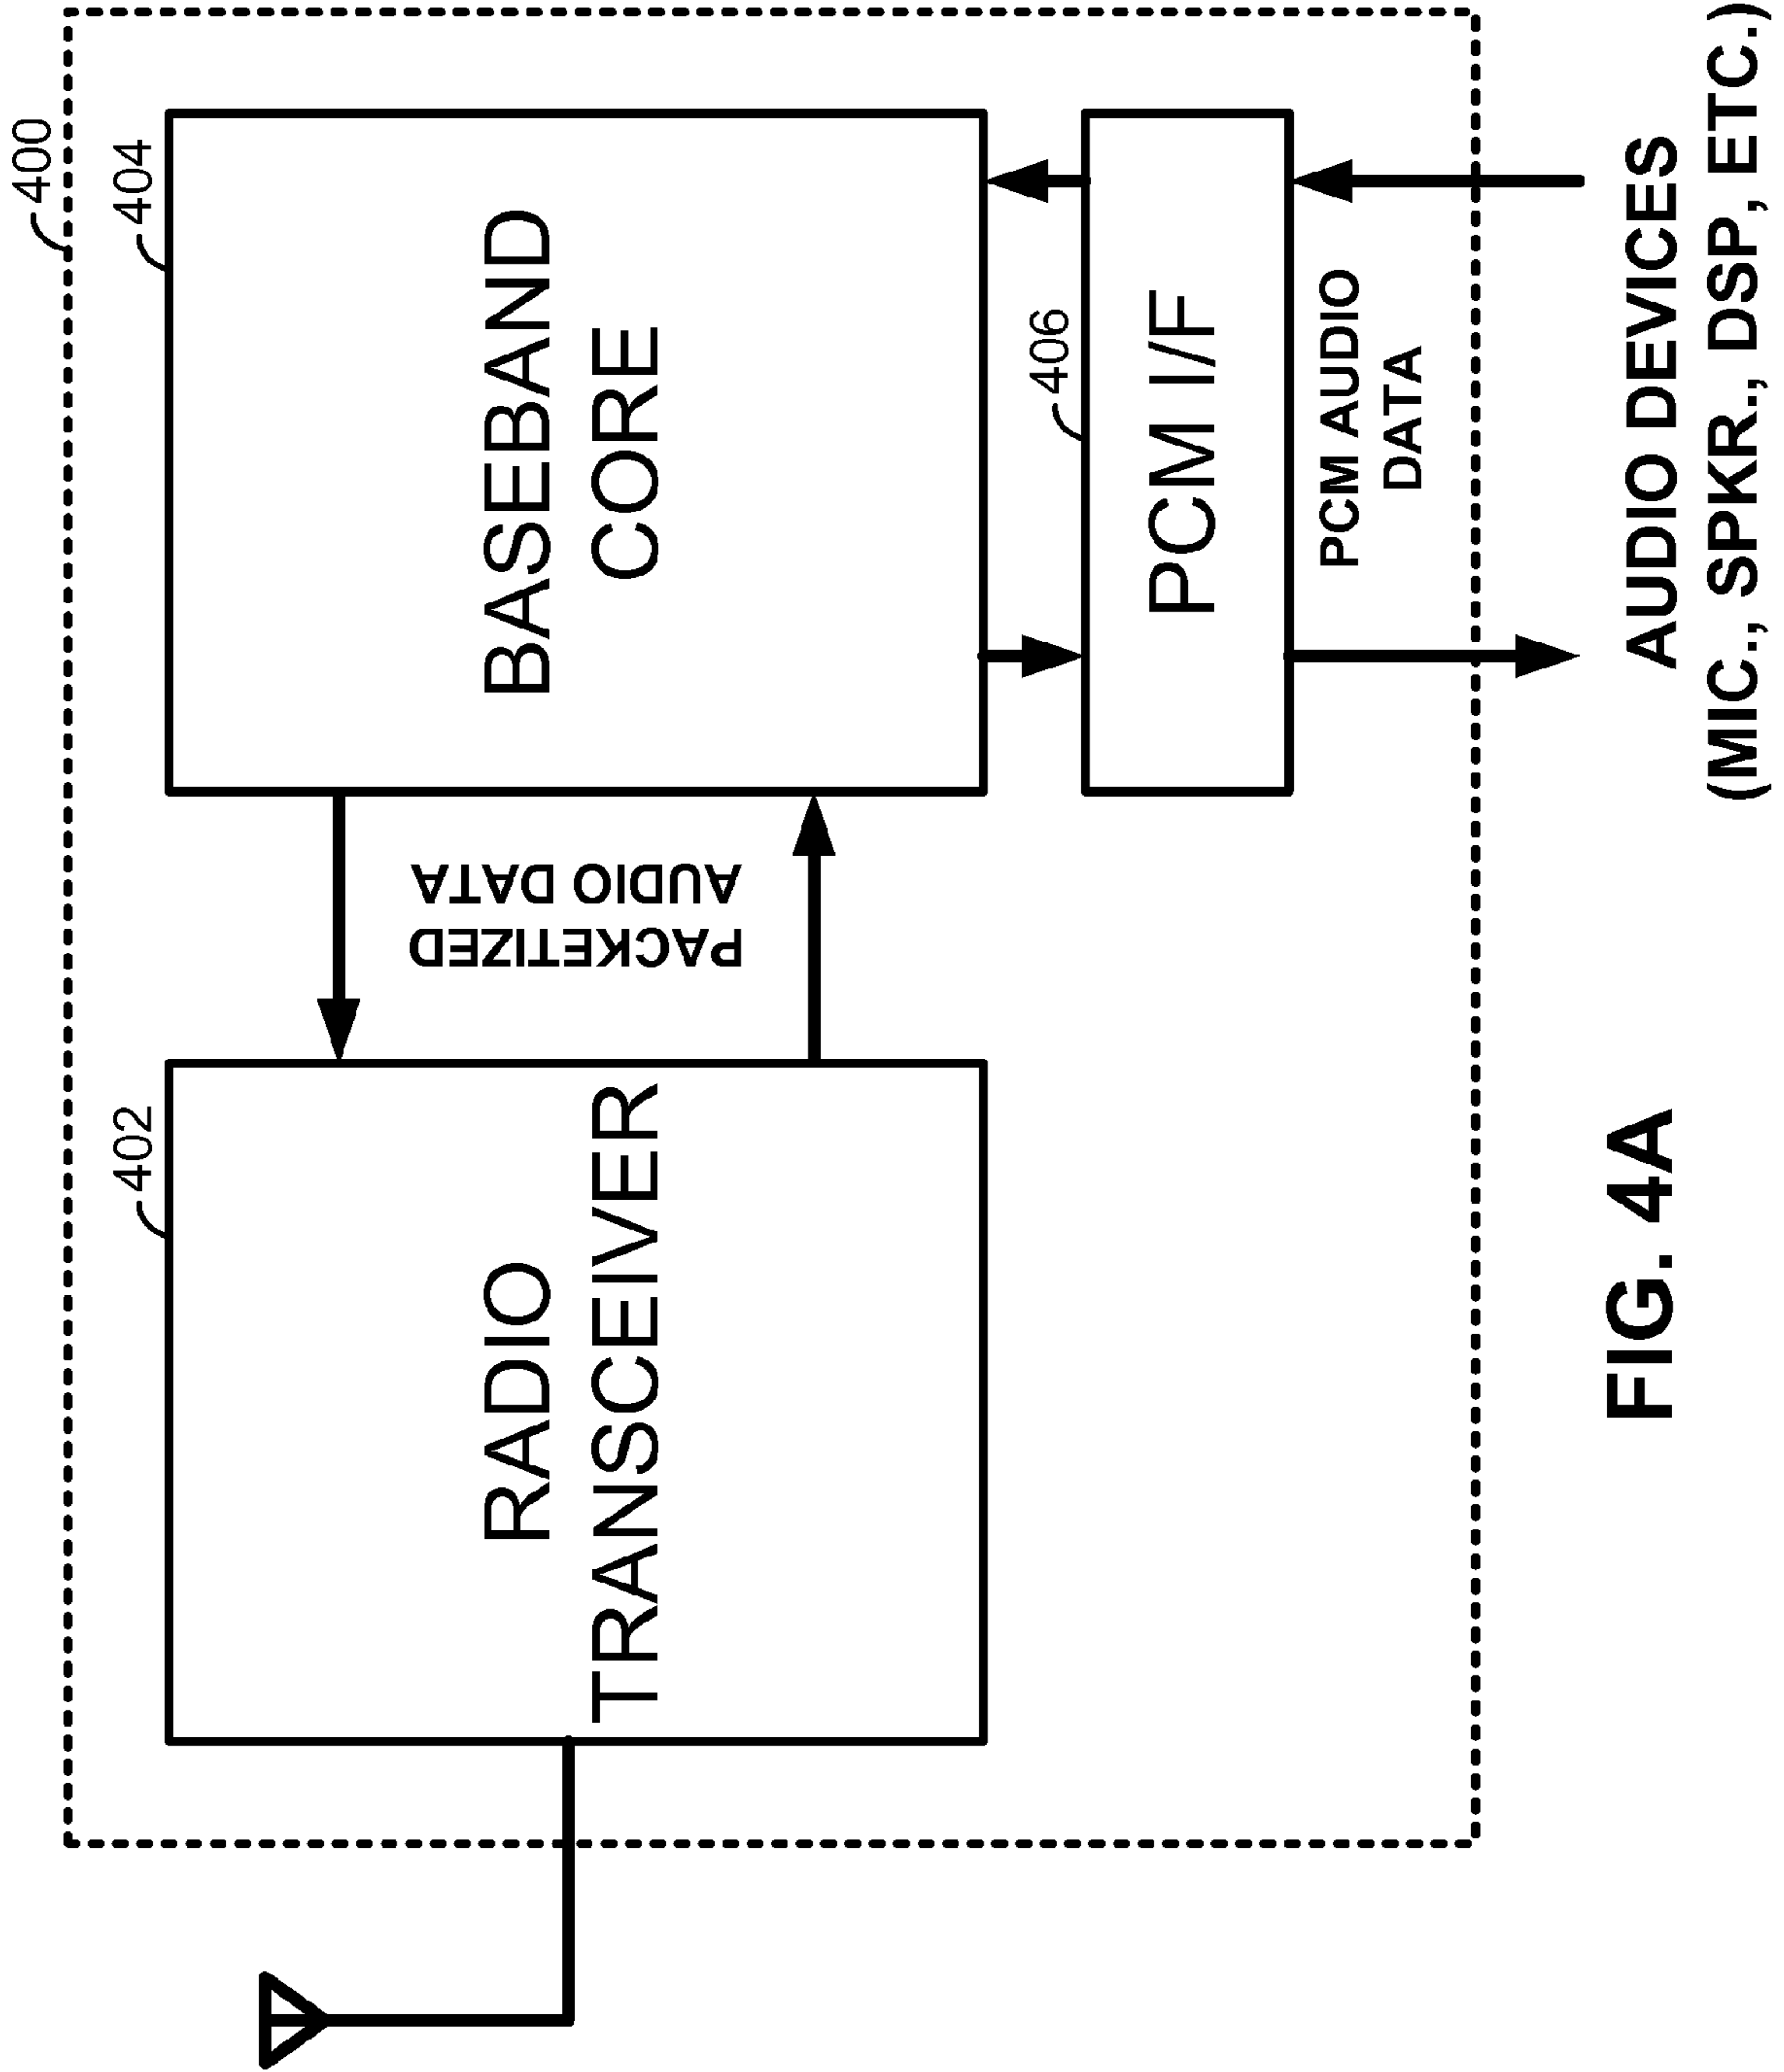 400
402
404
RADIO
TRANSCEIVER
PACKETIZED
AUDIO DATA
BASEBAND
CORE
406
PCM I/F
PCM AUDIO
DATA
AUDIO DEVICES
(MIC., SPKR., DSP, ETC.)
FIG. 4A